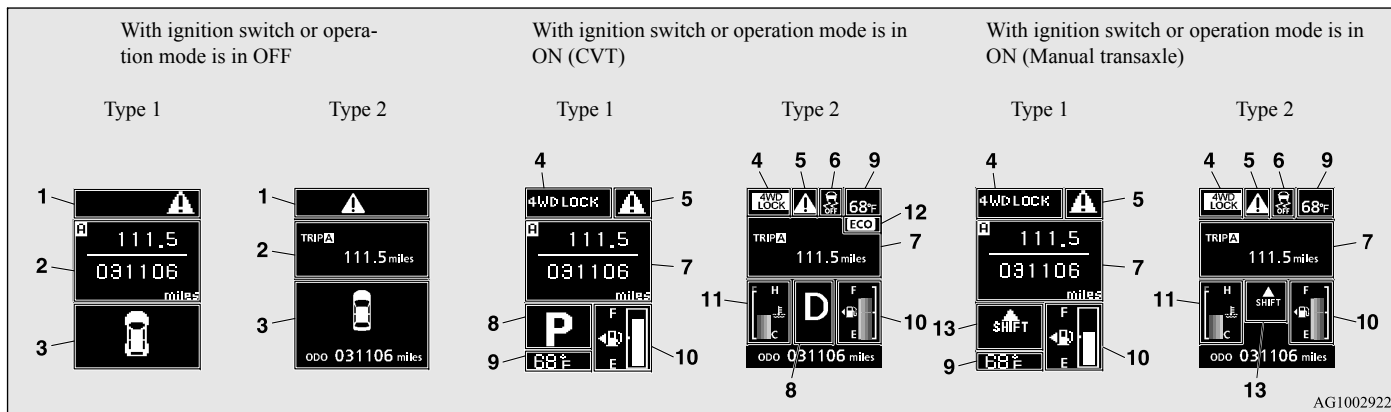 With ignition switch or opera-
tion mode is in OFF
With ignition switch or operation mode is in
ON (CVT)
With ignition switch or operation mode is in
ON (Manual transaxle)
Type 1
Type 2
Type 1
Type 2
Type 1
Type 2
1
2
A
111.5
031106
miles
3
1
2
TRIP A
111.5 miles
3
ODO 031106 miles
4
4WD LOCK
5
A
111.5
031106
miles
7
8
P
F
E
10
9
68°F
4
5
6
9
4WD
LOCK
OFF
68°F
ECO
12
TRIP A
111.5 miles
7
11
F
H
C
D
F
E
10
ODO 031106 miles
8
4
4WD LOCK
5
A
111.5
031106
miles
7
13
SHIFT
F
E
10
9
68°F
4
5
6
9
4WD
LOCK
OFF
68°F
TRIP A
111.5 miles
7
11
F
H
C
SHIFT
F
E
10
ODO 031106 miles
13
AG1002922